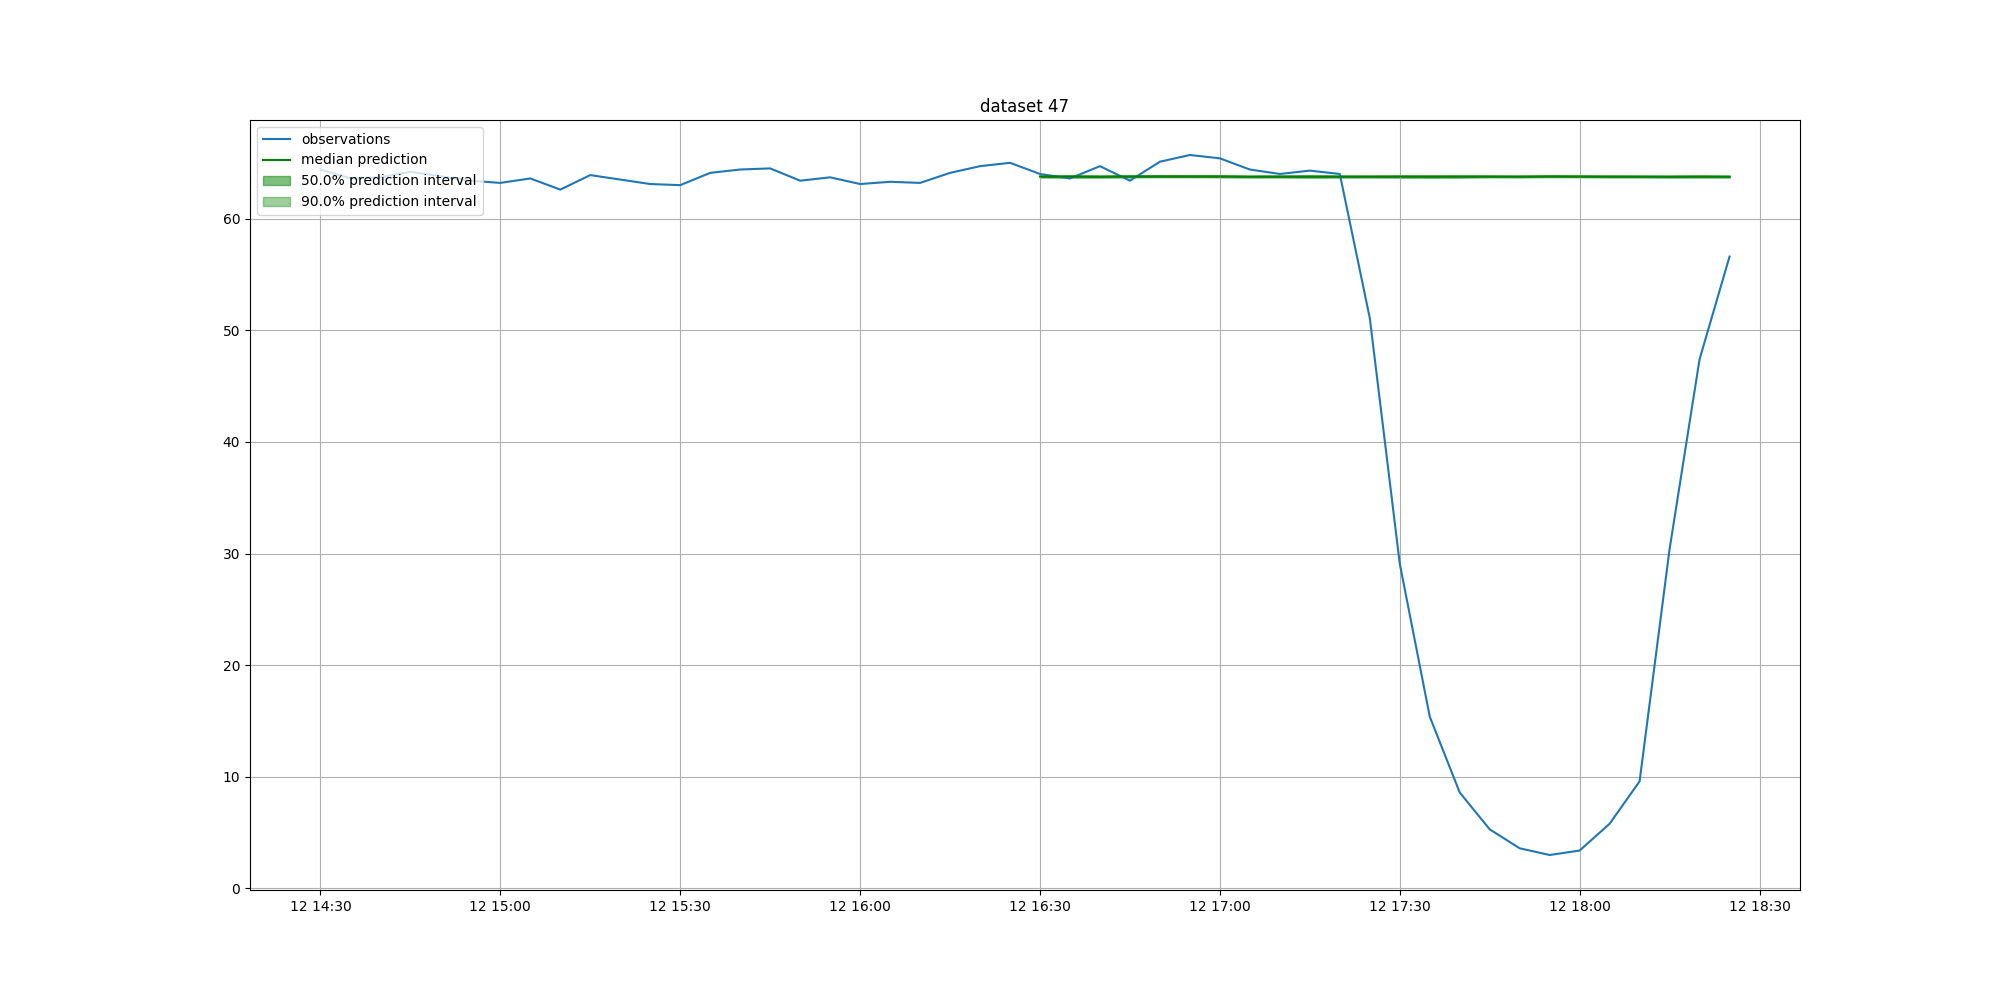 dataset 47
observations
median prediction
50.0% prediction interval
90.0% prediction interval
60
50
40
30
20
10
0
12 14:30 12 15:00 12 15:30 12 16:00 12 16:30 12 17:00 12 17:30 12 18:00 12 18:30